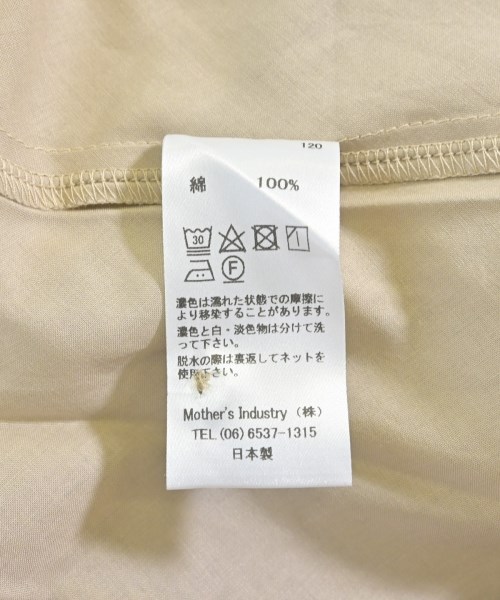 120
綿 100%
30
F
濃色は濡れた状態での摩擦に
より移染することがあります。
濃色と白・淡色物は分けて洗
って下さい。
脱水の際は裏返してネットを
使用下さい。
Mother's Industry (株)
TEL.(06) 6537-1315
日本製